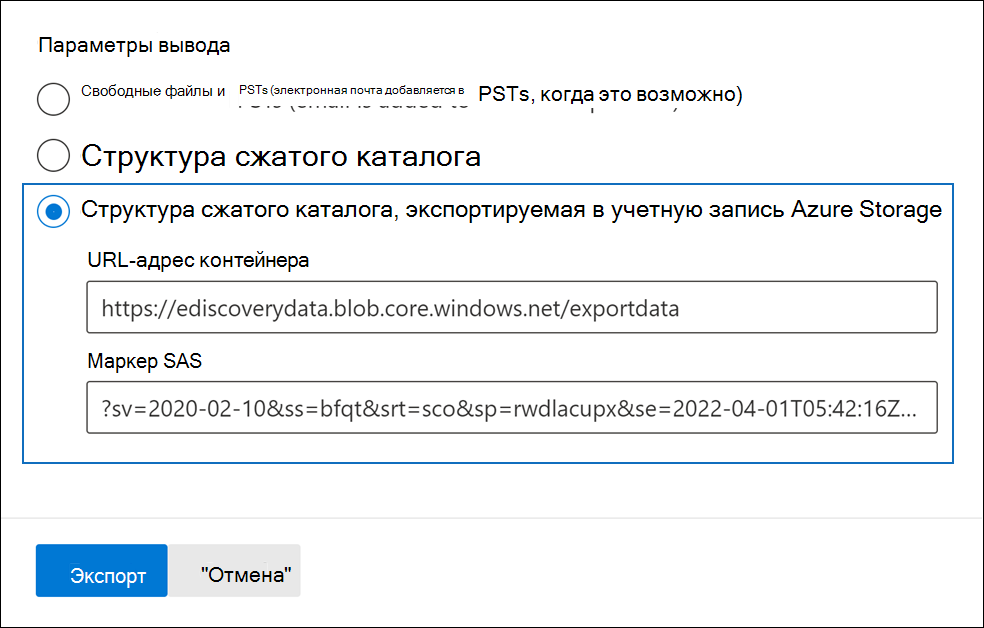 Параметры вывода
Свободные файлы и PSTs (электронная почта добавляется в PSTs, когда это возможно)
Структура сжатого каталога
Структура сжатого каталога, экспортируемая в учетную запись Azure Storage
URL-адрес контейнера
https://ediscoverydata.blob.core.windows.net/exportdata
Маркер SAS
?sv=2020-02-10&ss=bfqt&srt=sco&sp=rwdlacupx&se=2022-04-01T05:42:16Z...
Экспорт "Отмена"